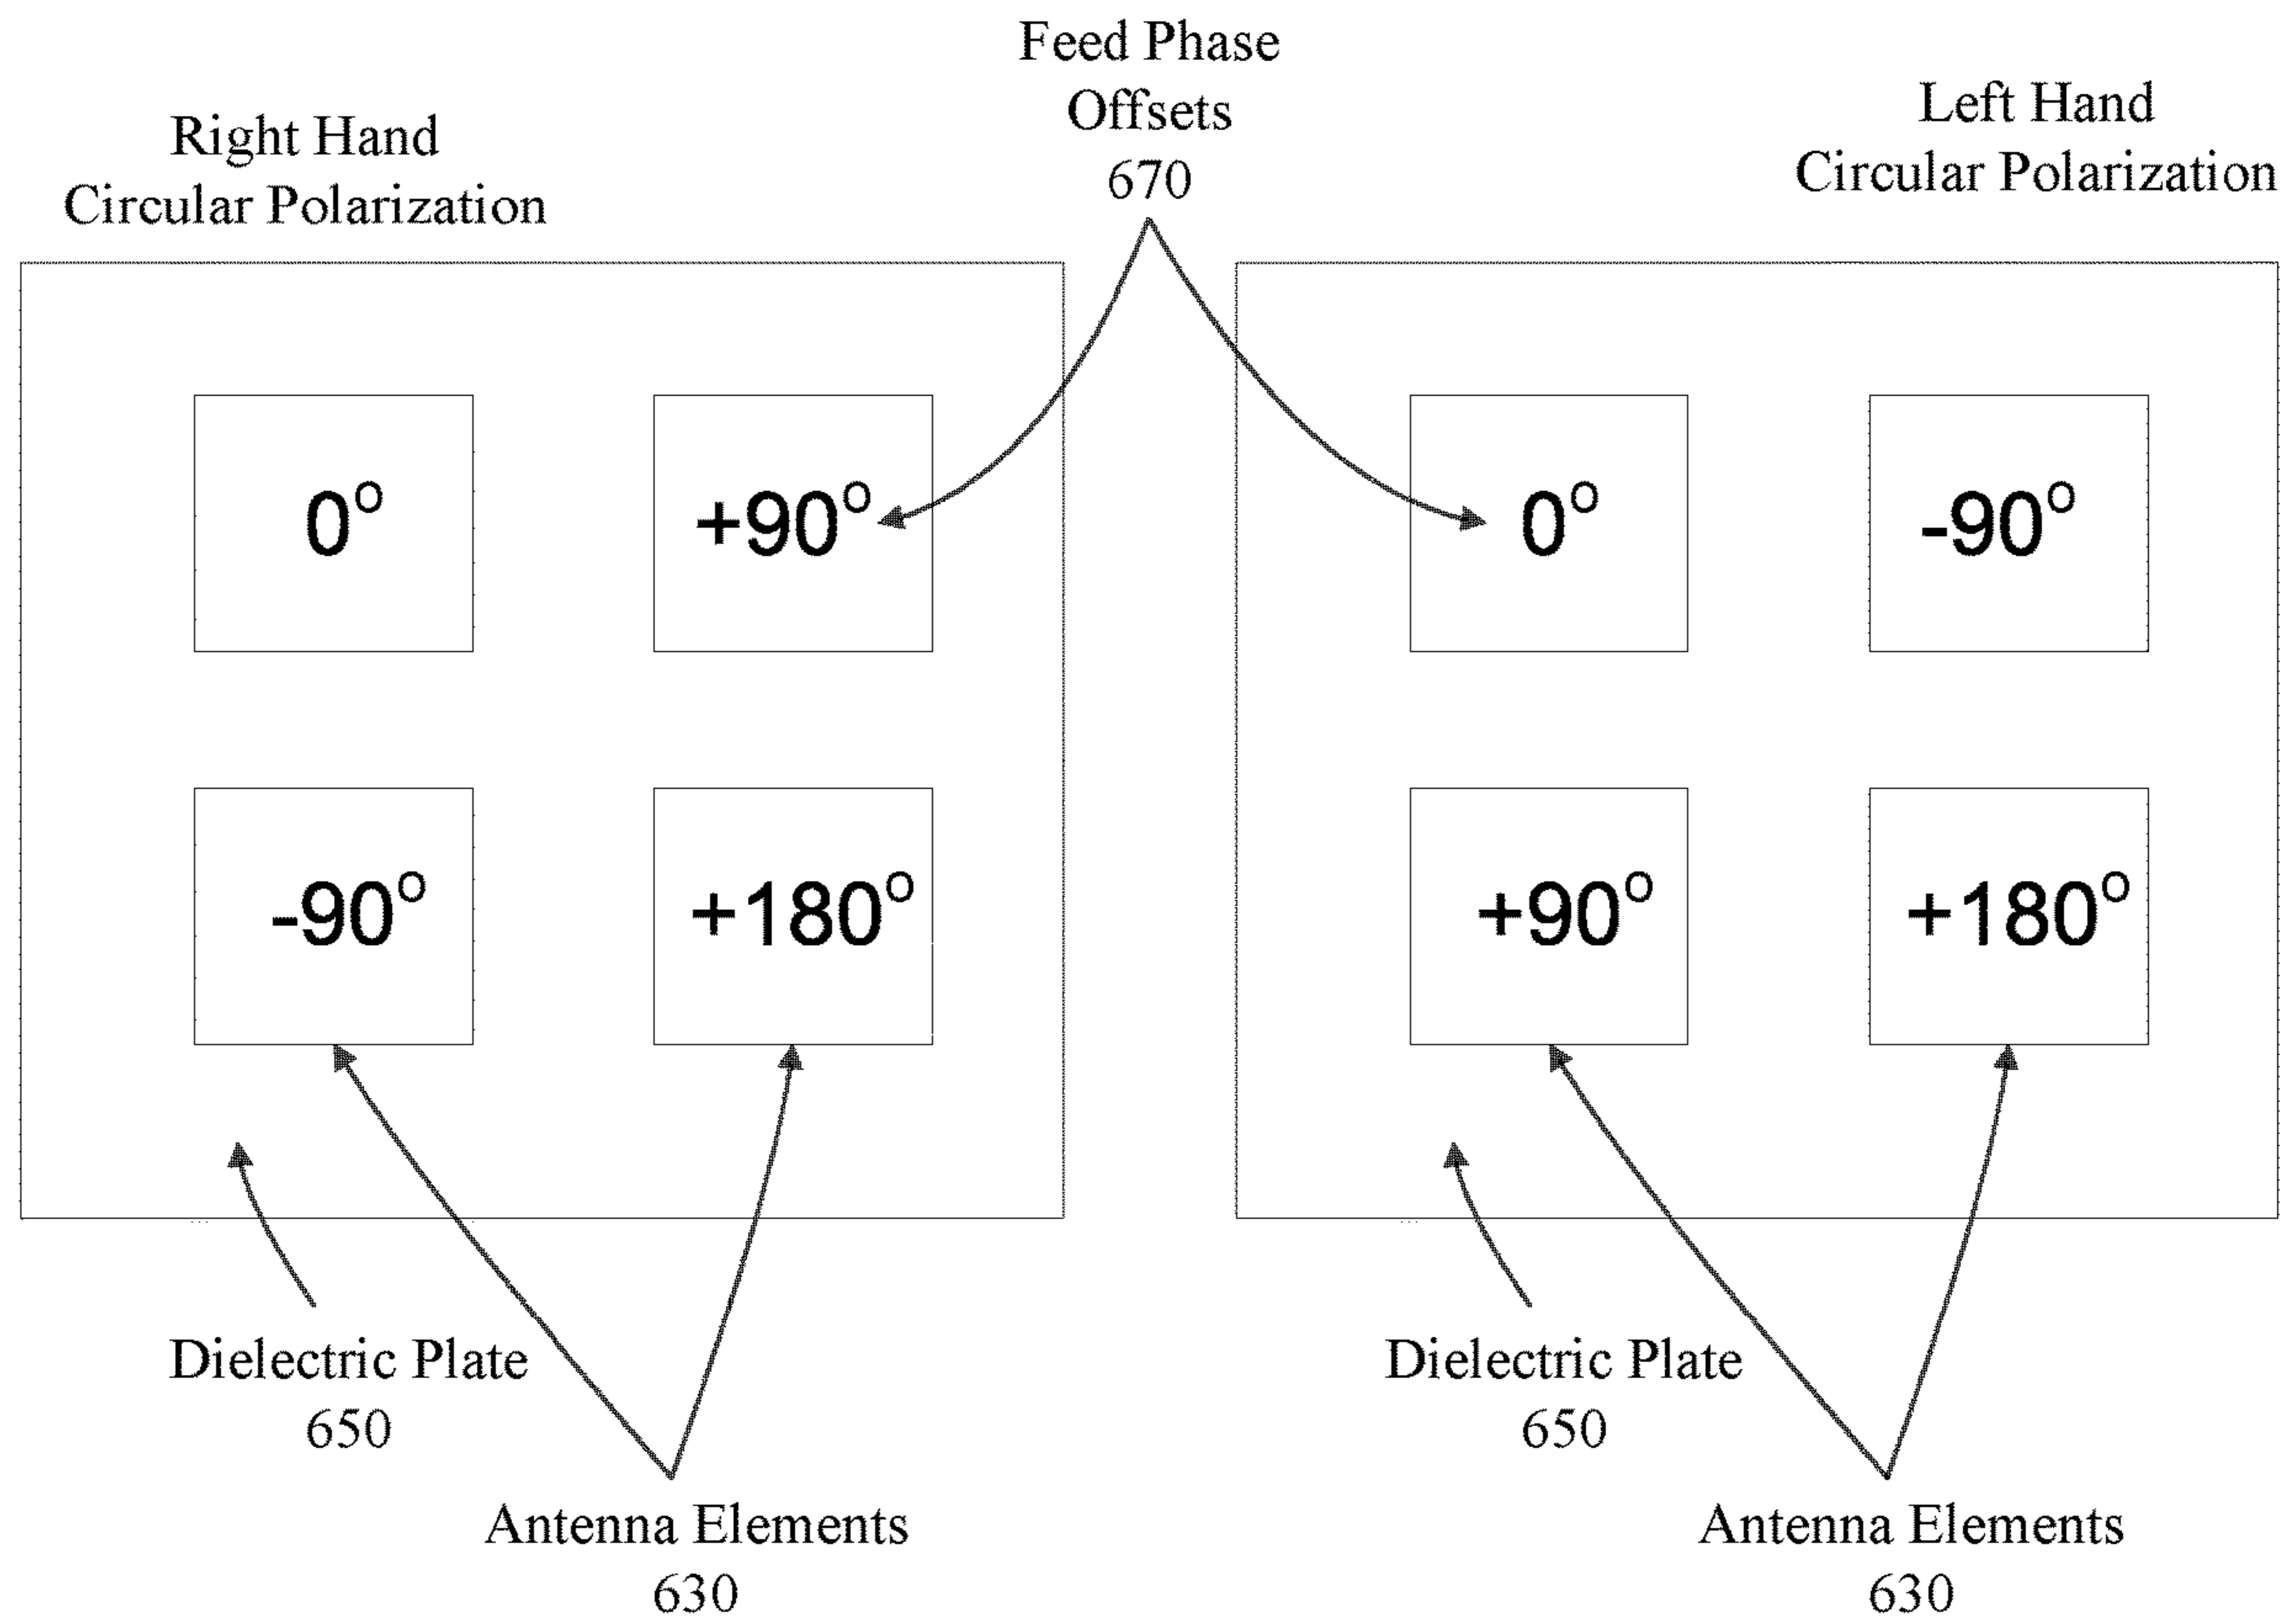 Feed Phase
Offsets
670
Right Hand
Circular Polarization
Left Hand
Circular Polarization
0°
+90°
0°
-90°
-90°
+180°
+90°
+180°
Dielectric Plate
650
Dielectric Plate
650
Antenna Elements
630
Antenna Elements
630